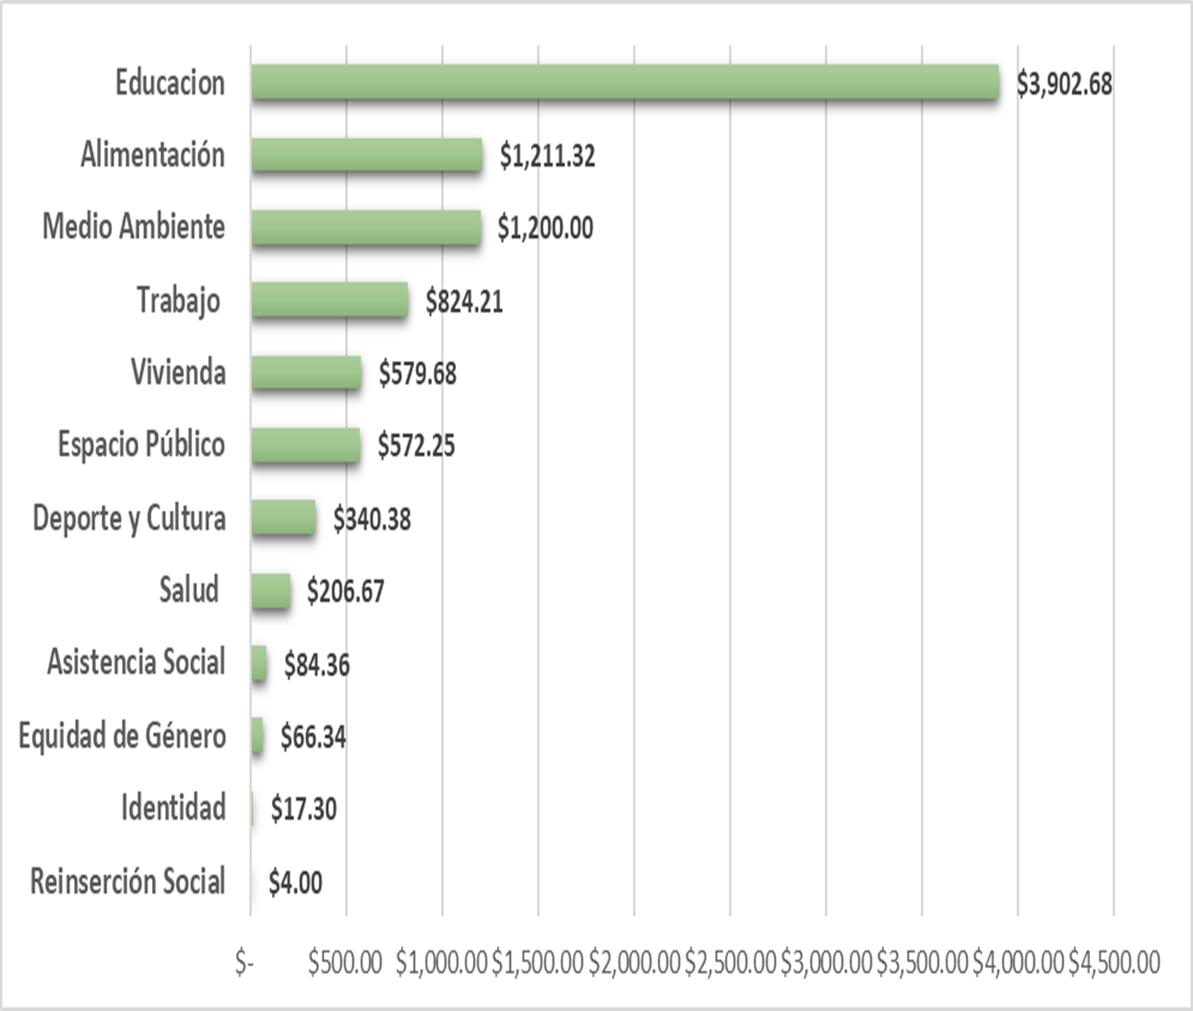 Educacion $3,902.68
Alimentación $1,211.32
Medio Ambiente $1,200.00
Trabajo $824.21
Vivienda $579.68
Espacio Público $572.25
Deporte y Cultura $340.38
Salud $206.67
Asistencia Social $84.36
Equidad de Género $66.34
Identidad $17.30
Reinserción Social $4.00
$- $500.00 $1,000.00 $1,500.00 $2,000.00 $2,500.00 $3,000.00 $3,500.00 $4,000.00 $4,500.00